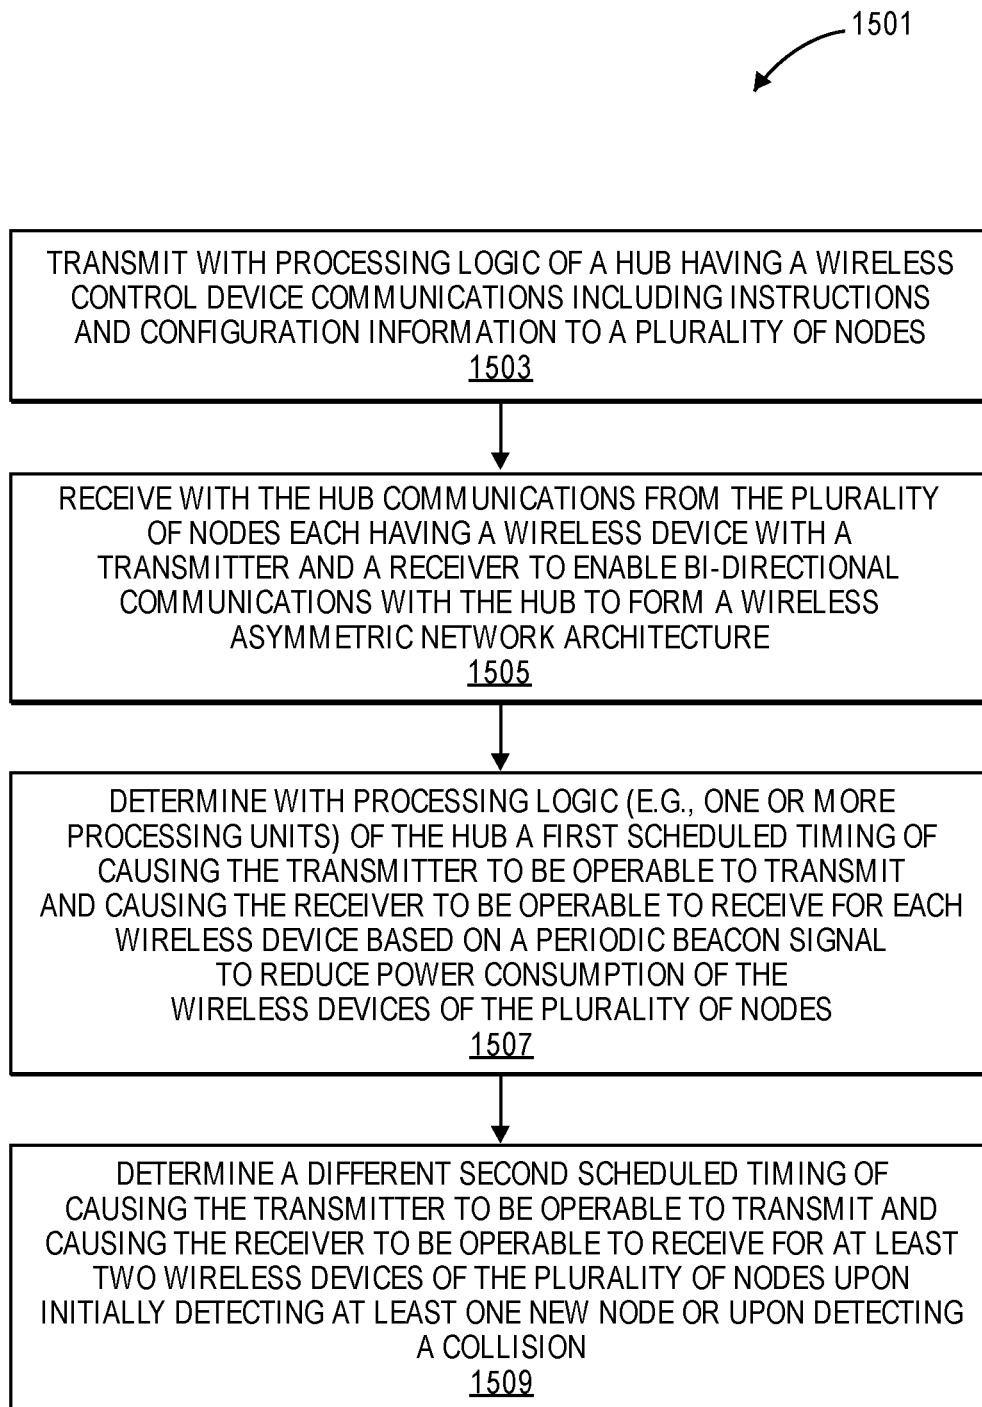 1501
TRANSMIT WITH PROCESSING LOGIC OF A HUB HAVING A WIRELESS
CONTROL DEVICE COMMUNICATIONS INCLUDING INSTRUCTIONS
AND CONFIGURATION INFORMATION TO A PLURALITY OF NODES
1503
RECEIVE WITH THE HUB COMMUNICATIONS FROM THE PLURALITY
OF NODES EACH HAVING A WIRELESS DEVICE WITH A
TRANSMITTER AND A RECEIVER TO ENABLE BI-DIRECTIONAL
COMMUNICATIONS WITH THE HUB TO FORM A WIRELESS
ASYMMETRIC NETWORK ARCHITECTURE
1505
DETERMINE WITH PROCESSING LOGIC (E.G., ONE OR MORE
PROCESSING UNITS) OF THE HUB A FIRST SCHEDULED TIMING OF
CAUSING THE TRANSMITTER TO BE OPERABLE TO TRANSMIT
AND CAUSING THE RECEIVER TO BE OPERABLE TO RECEIVE FOR EACH
WIRELESS DEVICE BASED ON A PERIODIC BEACON SIGNAL
TO REDUCE POWER CONSUMPTION OF THE
WIRELESS DEVICES OF THE PLURALITY OF NODES
1507
DETERMINE A DIFFERENT SECOND SCHEDULED TIMING OF
CAUSING THE TRANSMITTER TO BE OPERABLE TO TRANSMIT AND
CAUSING THE RECEIVER TO BE OPERABLE TO RECEIVE FOR AT LEAST
TWO WIRELESS DEVICES OF THE PLURALITY OF NODES UPON
INITIALLY DETECTING AT LEAST ONE NEW NODE OR UPON DETECTING
A COLLISION
1509